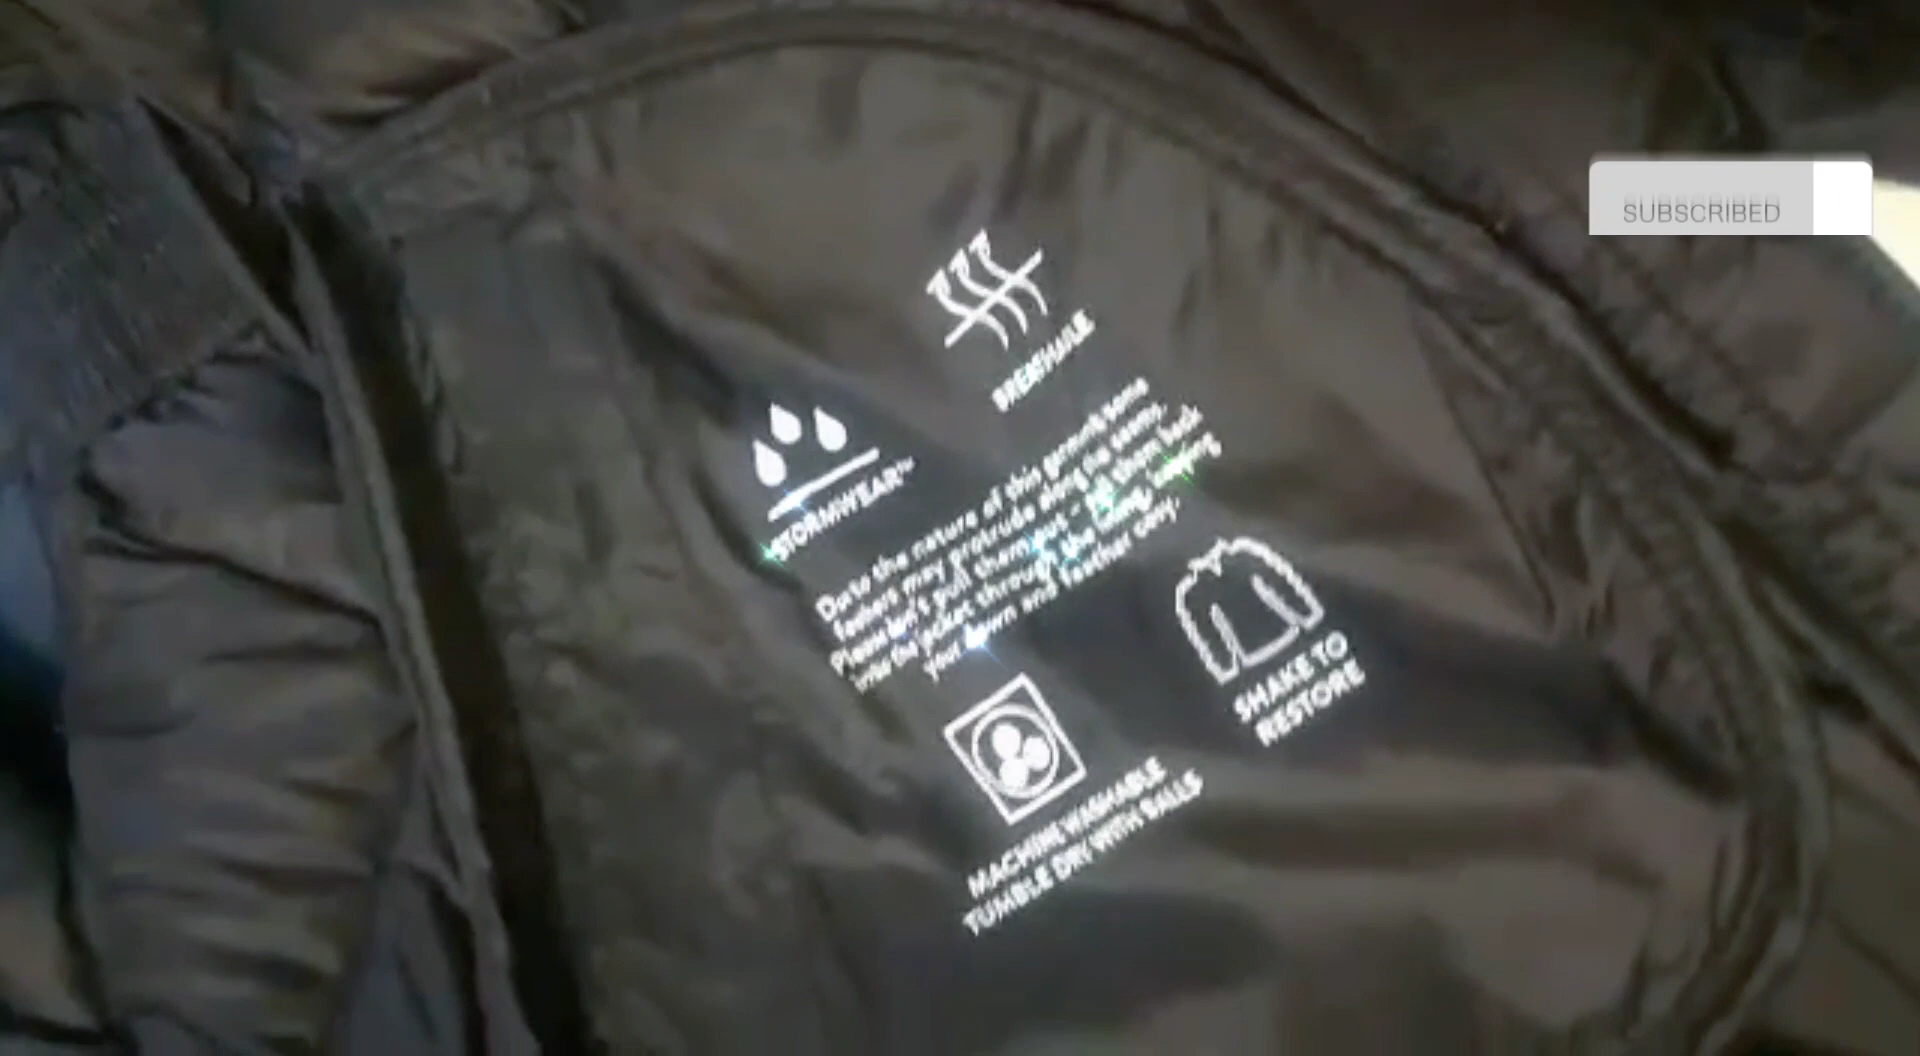 SUBSCRIBED
BREATHABLE
STORMWEAR™
Due to the nature of this garment some
feathers may protrude along the seams.
Please don't pull them out - pull them back
into the jacket through the lining, keeping
your down and feather cosy.
SHAKE TO
RESTORE
MACHINE WASHABLE
TUMBLE DRY WITH BALLS